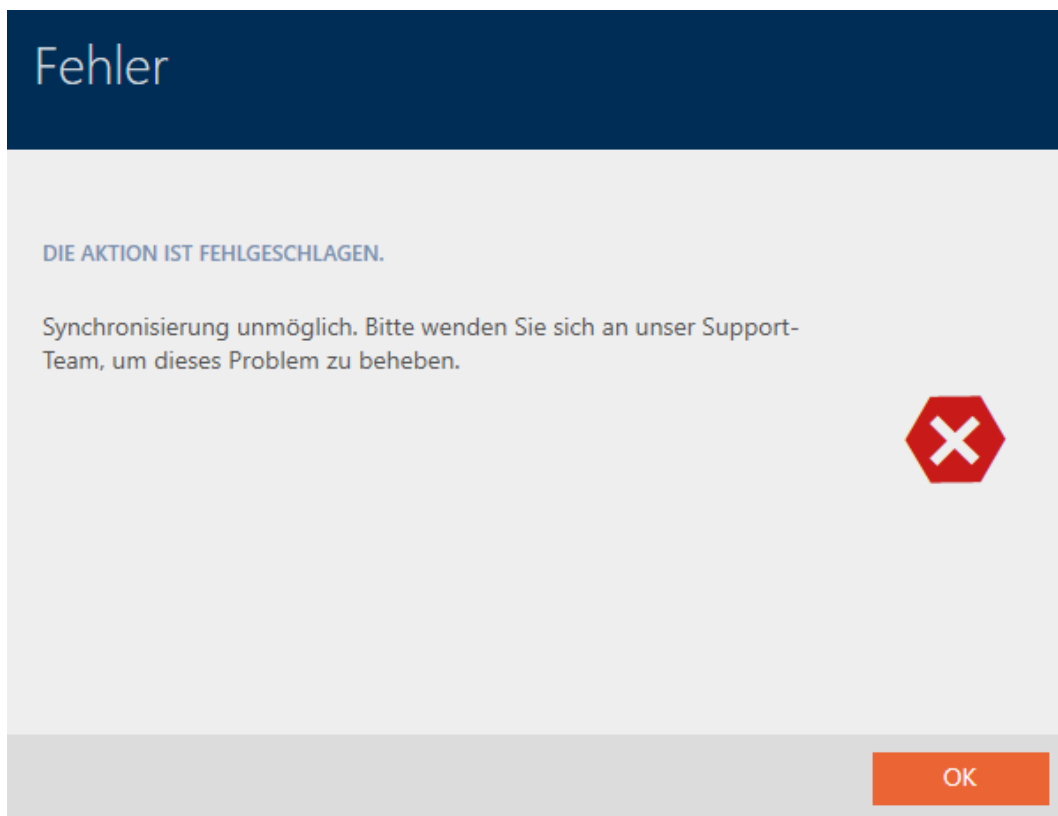 Fehler
DIE AKTION IST FEHLGESCHLAGEN.
Synchronisierung unmöglich. Bitte wenden Sie sich an unser Support-
Team, um dieses Problem zu beheben.
OK